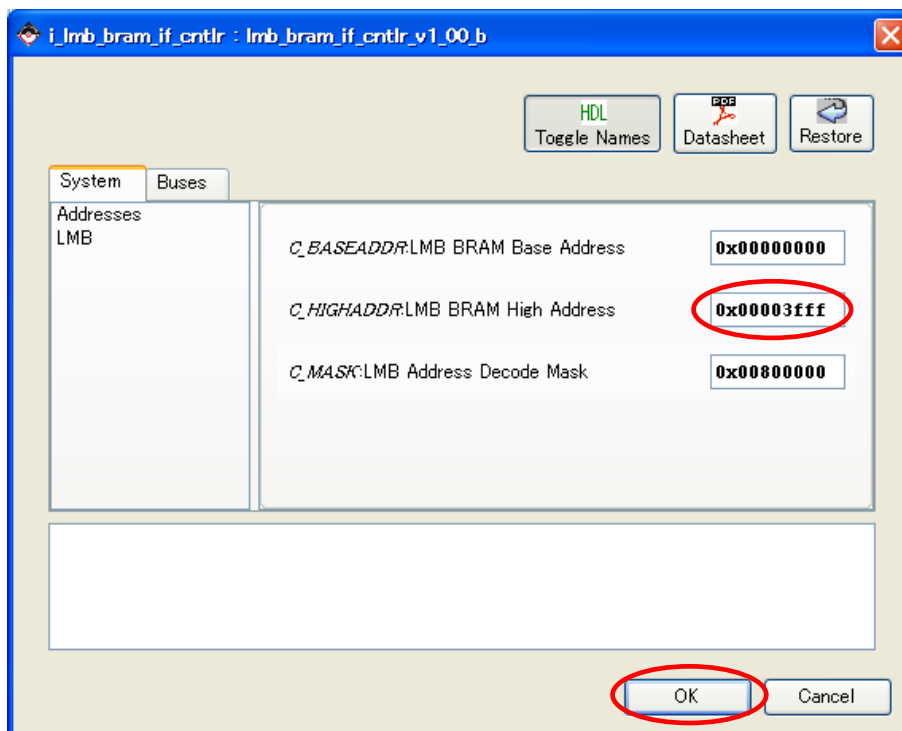 i_lmb_bram_if_cntlr : lmb_bram_if_cntlr_v1_00_b
HDL
Toggle Names
PDF
Datasheet
Restore
System
Buses
Addresses
LMB
C_BASEADDR:LMB BRAM Base Address
0x00000000
C_HIGHADDR:LMB BRAM High Address
0x00003fff
C_MASK:LMB Address Decode Mask
0x00800000
OK
Cancel